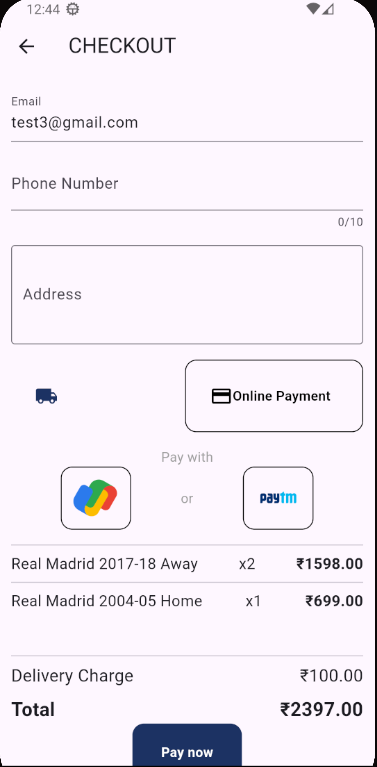 12:44
CHECKOUT
Email
test3@gmail.com
Phone Number
0/10
Address
Online Payment
Pay with
or
paytm
Real Madrid 2017-18 Away x2 ₹1598.00
Real Madrid 2004-05 Home x1 ₹699.00
Delivery Charge ₹100.00
Total ₹2397.00
Pay now